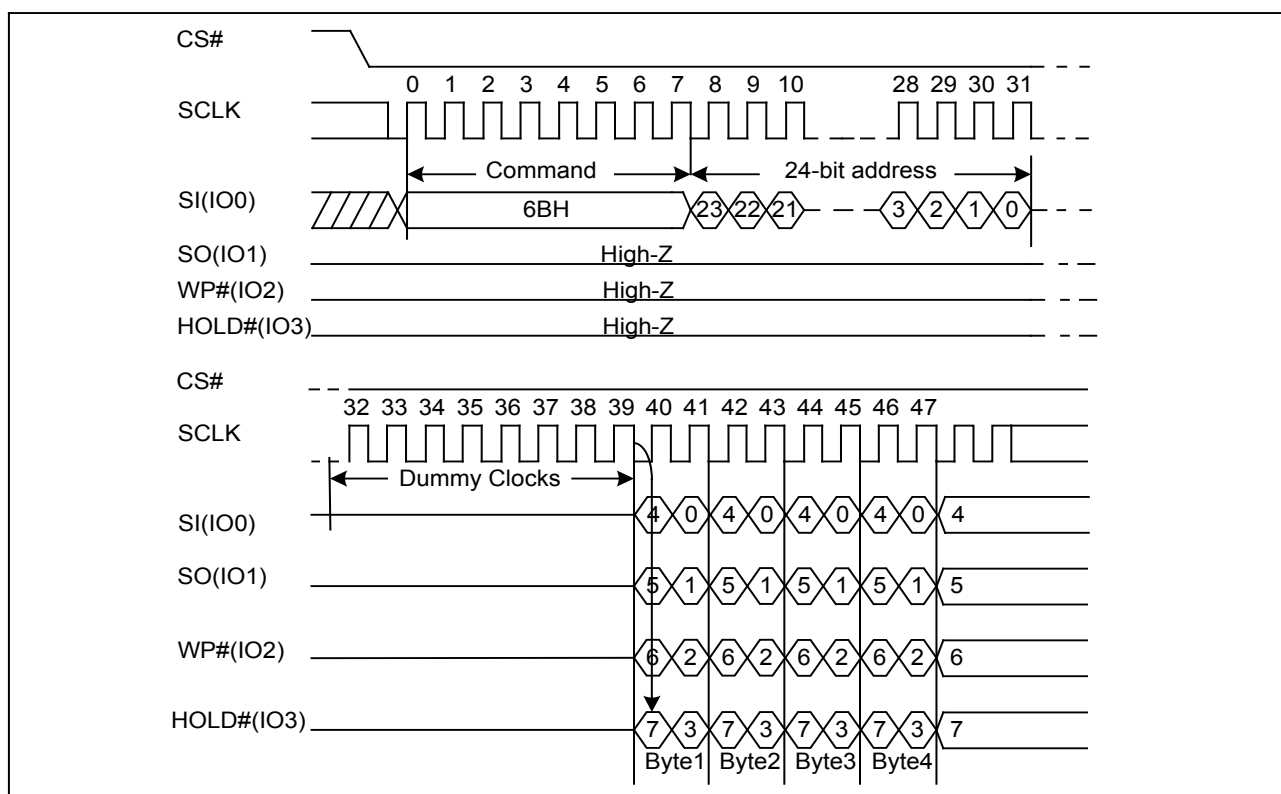 CS#
0 1 2 3 4 5 6 7 8 9 10 28 29 30 31
SCLK
Command 24-bit address
SI(IO0) 6BH 23 22 21 3 2 1 0
SO(IO1) High-Z
WP#(IO2) High-Z
HOLD#(IO3) High-Z
CS#
32 33 34 35 36 37 38 39 40 41 42 43 44 45 46 47
SCLK
Dummy Clocks
SI(IO0) 4 0 4 0 4 0 4 0 4
SO(IO1) 5 1 5 1 5 1 5 1 5
WP#(IO2) 6 2 6 2 6 2 6 2 6
HOLD#(IO3) 7 3 7 3 7 3 7 3 7
Byte1 Byte2 Byte3 Byte4